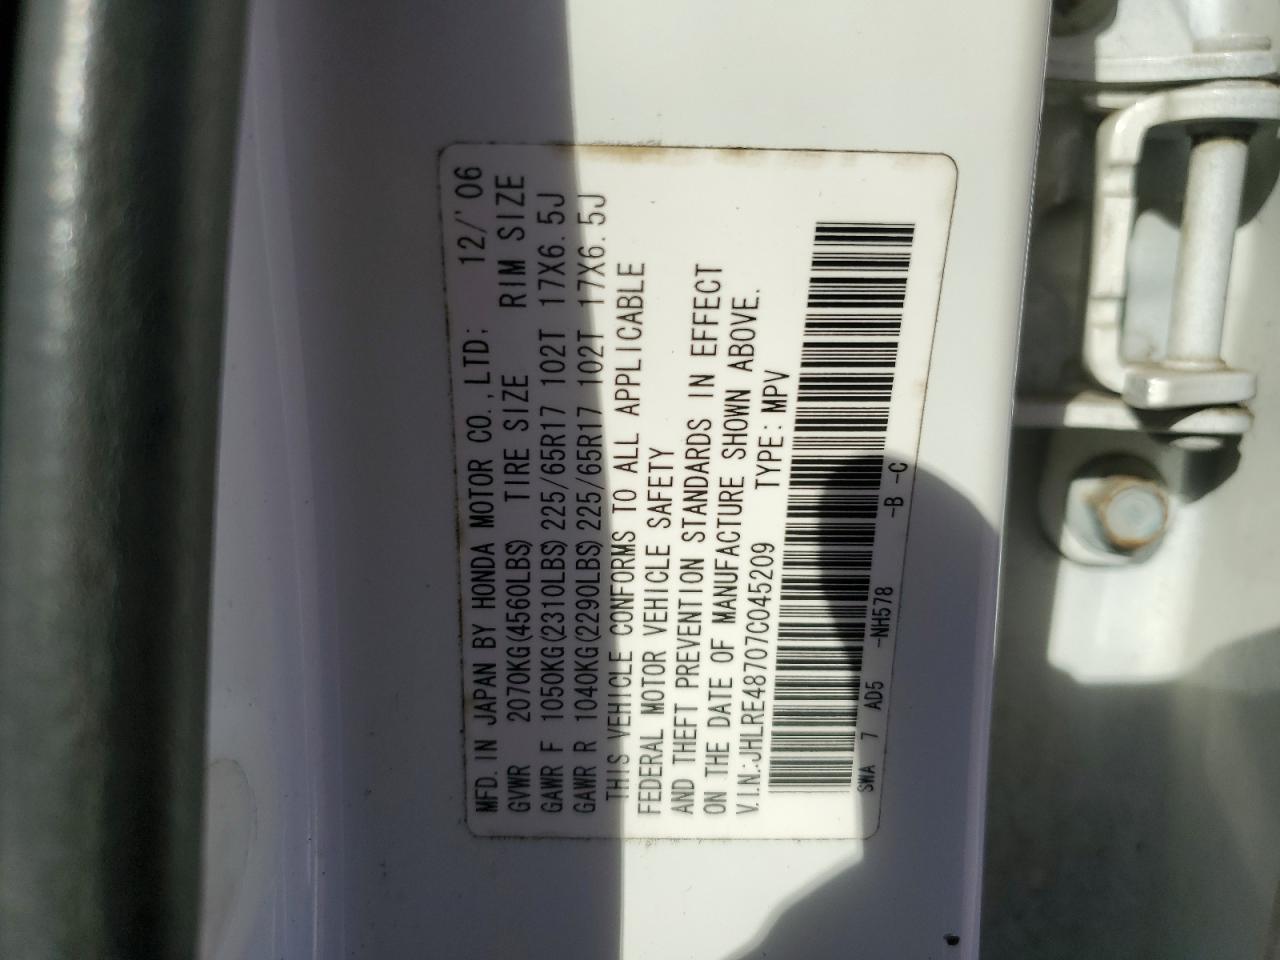 MFD. IN JAPAN BY HONDA MOTOR CO., LTD: 12/'06
GVWR 2070KG(4560LBS) TIRE SIZE RIM SIZE
GAWR F 1050KG(2310LBS) 225/65R17 102T 17X6.5J
GAWR R 1040KG(2290LBS) 225/65R17 102T 17X6.5J
THIS VEHICLE CONFORMS TO ALL APPLICABLE
FEDERAL MOTOR VEHICLE SAFETY
AND THEFT PREVENTION STANDARDS IN EFFECT
ON THE DATE OF MANUFACTURE SHOWN ABOVE.
V.I.N.:JHLRE48707C045209 TYPE: MPV
SWA 7 AD5 -NH578 -B -C